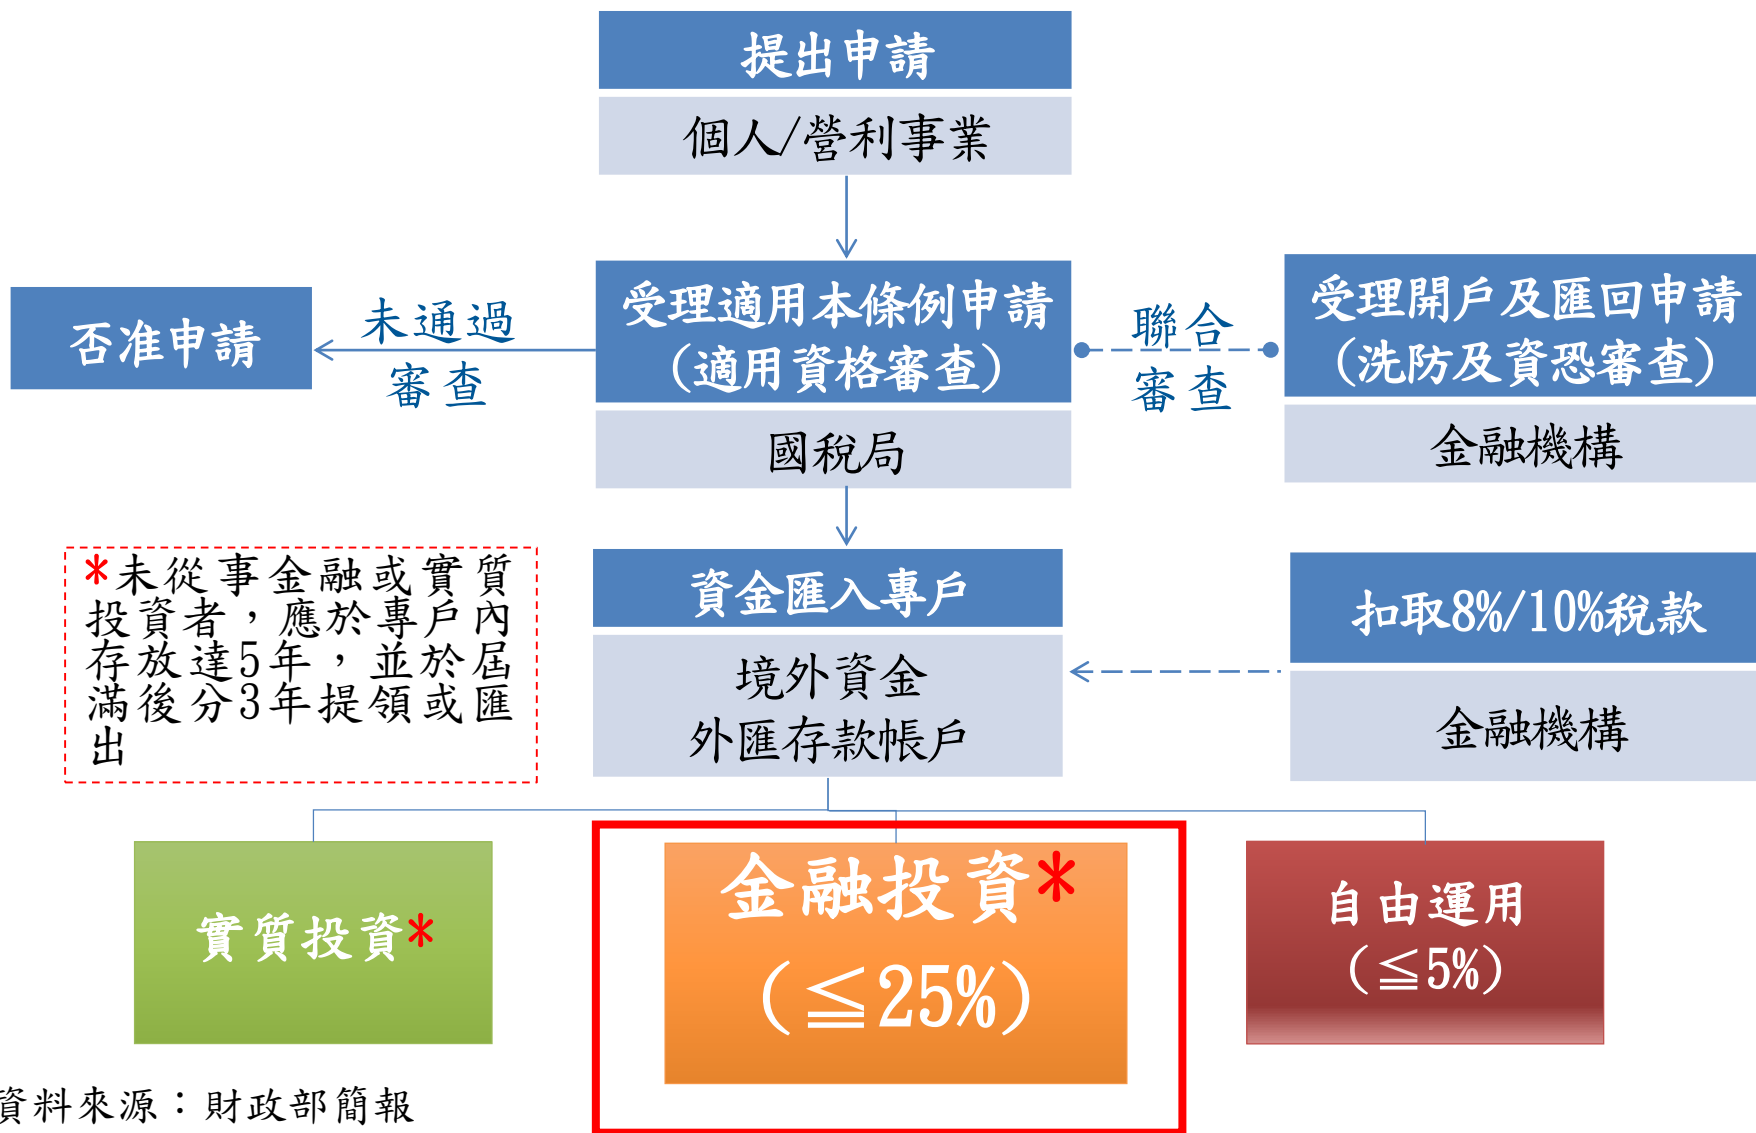 提出申請
個人/營利事業
否准申請
未通過
審查
受理適用本條例申請
(適用資格審查)
國稅局
聯合
審查
受理開戶及匯回申請
(洗防及資恐審查)
金融機構
*未從事金融或實質
投資者，應於專戶內
存放達5年，並於屆
滿後分3年提領或匯
出
資金匯入專戶
境外資金
外匯存款帳戶
扣取8%/10%稅款
金融機構
實質投資*
金融投資*
(≦25%)
自由運用
(≦5%)
資料來源：財政部簡報